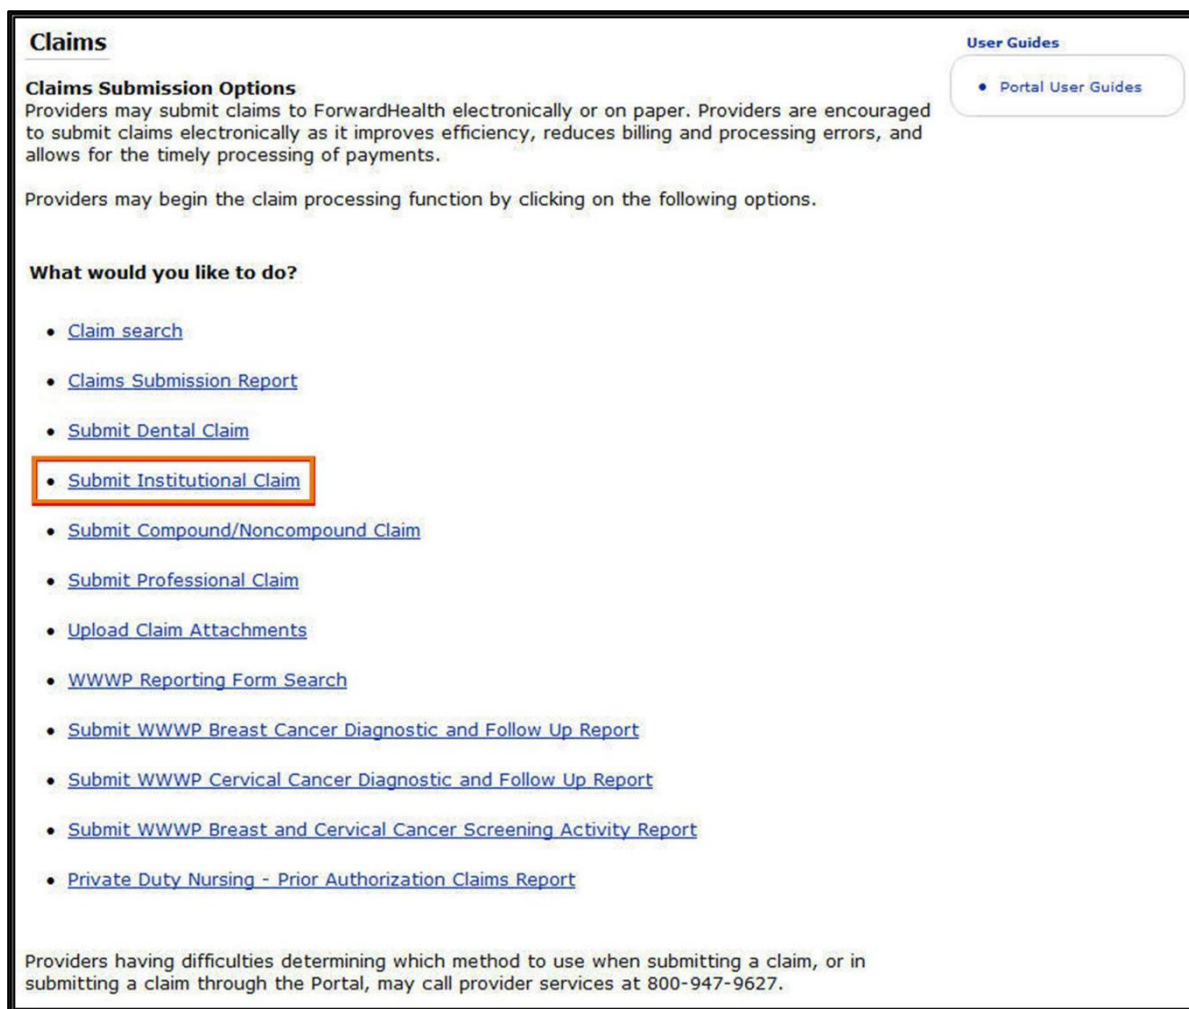 Claims
User Guides
Portal User Guides
Claims Submission Options
Providers may submit claims to ForwardHealth electronically or on paper. Providers are encouraged
to submit claims electronically as it improves efficiency, reduces billing and processing errors, and
allows for the timely processing of payments.
Providers may begin the claim processing function by clicking on the following options.
What would you like to do?
Claim search
Claims Submission Report
Submit Dental Claim
Submit Institutional Claim
Submit Compound/Noncompound Claim
Submit Professional Claim
Upload Claim Attachments
WWWP Reporting Form Search
Submit WWWP Breast Cancer Diagnostic and Follow Up Report
Submit WWWP Cervical Cancer Diagnostic and Follow Up Report
Submit WWWP Breast and Cervical Cancer Screening Activity Report
Private Duty Nursing - Prior Authorization Claims Report
Providers having difficulties determining which method to use when submitting a claim, or in
submitting a claim through the Portal, may call provider services at 800-947-9627.